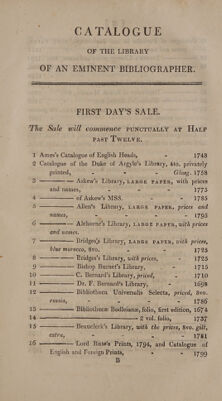 CATALOGUE
OF THE LIBRARY
OF AN EMINENT BIBLIOGRAPHER.
FIRST DAY'S SALE.
The Sale will commence PUNCTUALLY AT HALF
PAST TWELVE.
1 Ames's Catalogue of English Heads, 1748
2 Catalogue of the Duke of Argyle's Library, 4to. privately
printed, - - Glasg. 1758
3 ——— Askew's Library, LARGE PAPER, with prices
and names, - - 1775
4 ——— of Askew's MSS. - - 1785
5 ——— Allen's Library, LARGE PAPER, prices and
names, - - 1795
6 ——— Alchorne's Library, LARGE PAPER, with prices
and names.
7 ——— Bridges's Library, LARGE PAPER, with prices,
blue morocco, 8vo. - - 1725
8 ——— Bridges's Library, with prices, - 1725
9 ——— Bishop Burnet's Library, - 1715
10 ——— C. Bernard's Library, priced, - 1710
11 ——— Dr. F. Bernard's Library, - 1698
12 ——— Bibliotheca Universalis Selecta, priced, 8vo.
russia, - - 1786
13 ——— Bibliothecæ Bodleianæ, folio, first edition, 1674
14 ——— 2 vol. folio, 1737
15 ——— Beauclerk's Library, with the prices, 8vo. gilt,
extra, - - 1781
16 ——— Lord Bute's Prints, 1794, and Catalogue of
English and Foreign Prints, - 1799
B